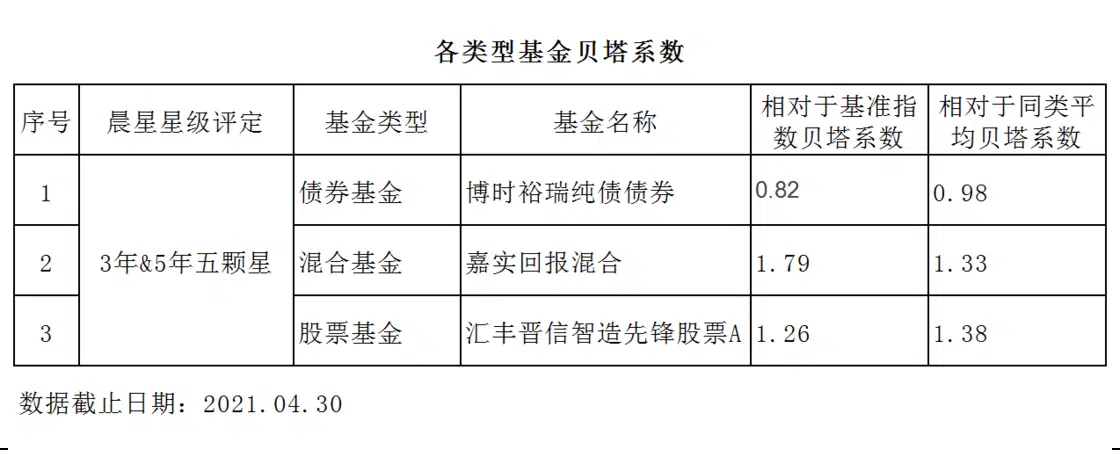 各类型基金贝塔系数
序号 晨星星级评定 基金类型 基金名称 相对于基准指数贝塔系数 相对于同类平均贝塔系数
1 3年&5年五颗星 债券基金 博时裕瑞纯债债券 0.82 0.98
2 混合基金 嘉实回报混合 1.79 1.33
3 股票基金 汇丰晋信智造先锋股票A 1.26 1.38
数据截止日期：2021.04.30